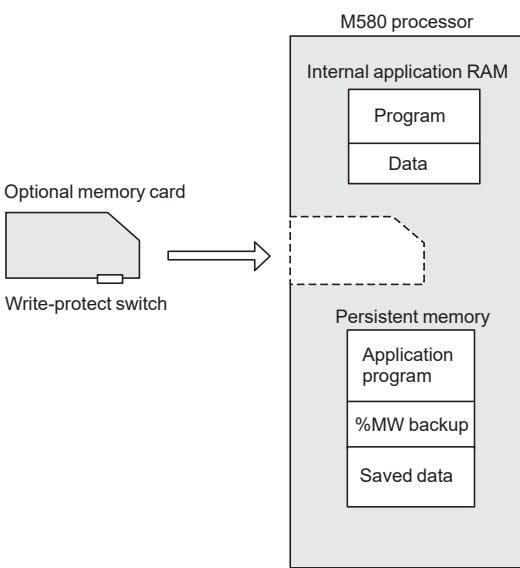 M580 processor
Internal application RAM
Program
Data
Optional memory card
Write-protect switch
Persistent memory
Application
program
%MW backup
Saved data